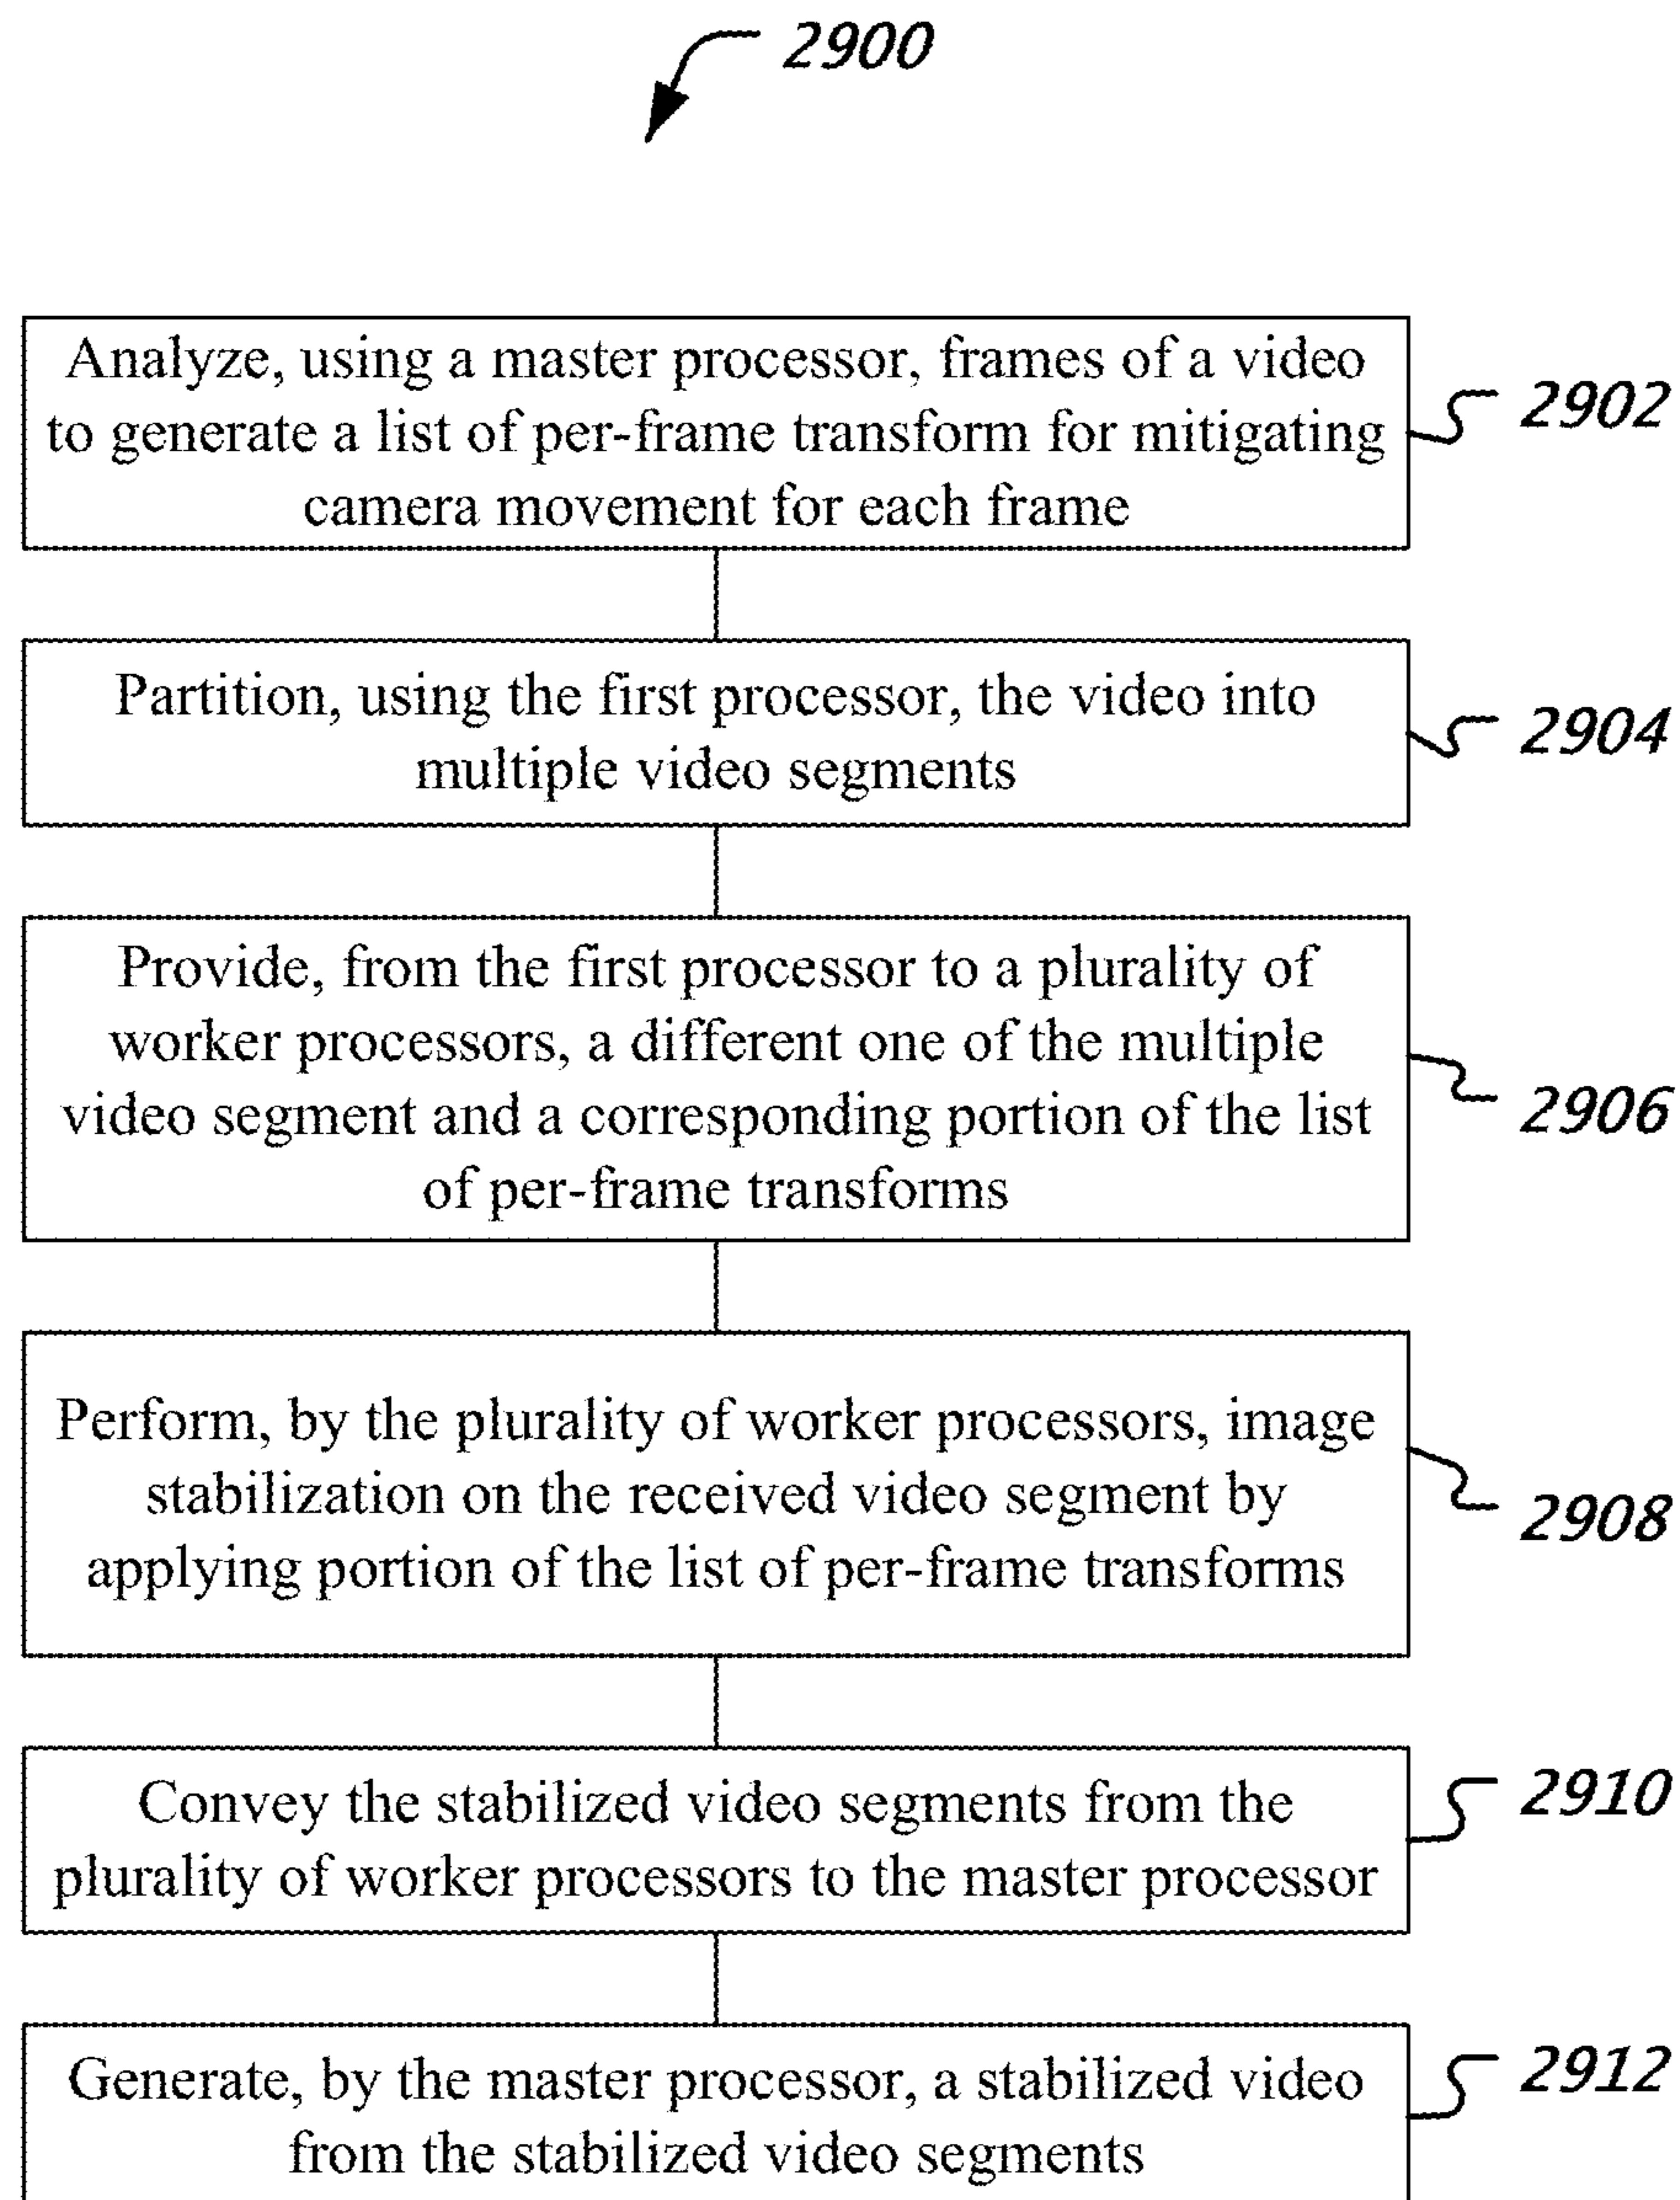 2900
Analyze, using a master processor, frames of a video
to generate a list of per-frame transform for mitigating
camera movement for each frame
2902
Partition, using the first processor, the video into
multiple video segments
2904
Provide, from the first processor to a plurality of
worker processors, a different one of the multiple
video segment and a corresponding portion of the list
of per-frame transforms
2906
Perform, by the plurality of worker processors, image
stabilization on the received video segment by
applying portion of the list of per-frame transforms
2908
Convey the stabilized video segments from the
plurality of worker processors to the master processor
2910
Generate, by the master processor, a stabilized video
from the stabilized video segments
2912